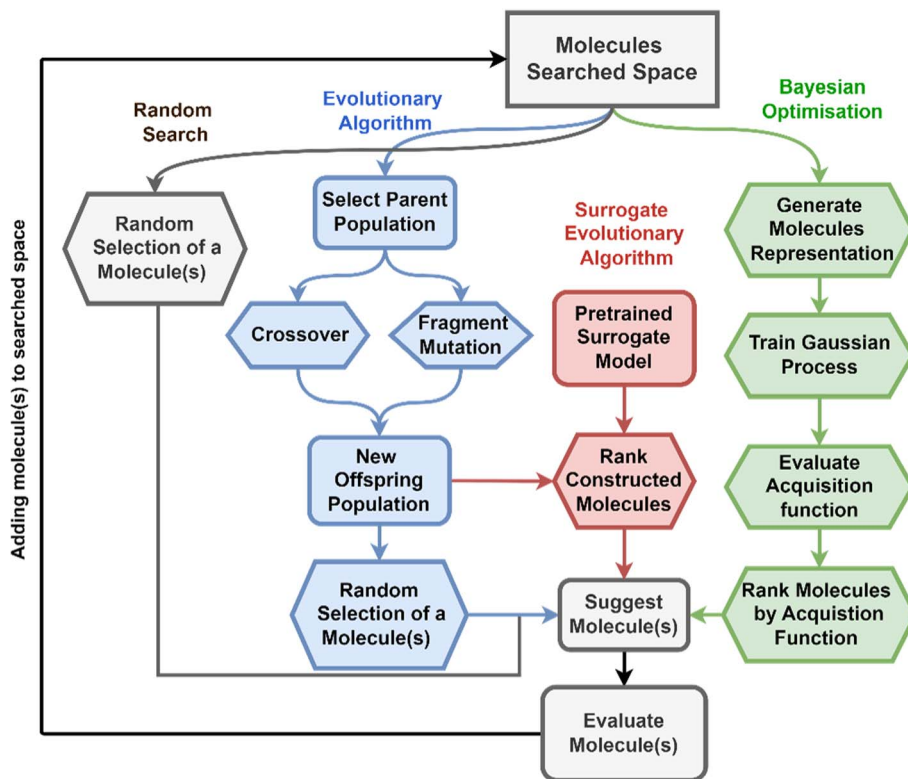 Molecules
Searched Space
Random
Search
Evolutionary
Algorithm
Bayesian
Optimisation
Adding molecule(s) to searched space
Random
Selection of a
Molecule(s)
Select Parent
Population
Surrogate
Evolutionary
Algorithm
Generate
Molecules
Representation
Crossover
Fragment
Mutation
Pretrained
Surrogate
Model
Train Gaussian
Process
New
Offspring
Population
Rank
Constructed
Molecules
Evaluate
Acquisition
function
Random
Selection of a
Molecule(s)
Suggest
Molecule(s)
Rank Molecules
by Acquistion
Function
Evaluate
Molecule(s)